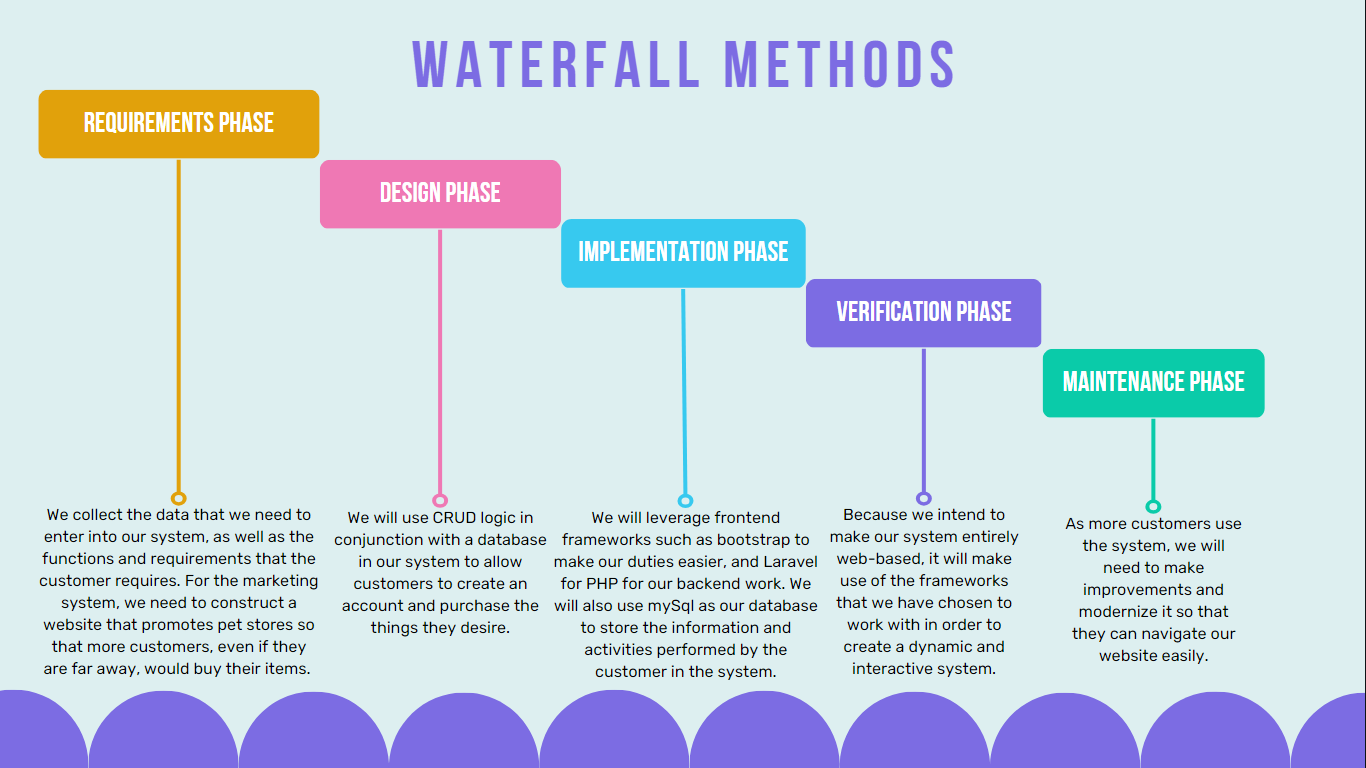 WATERFALL METHODS
REQUIREMENTS PHASE
DESIGN PHASE
IMPLEMENTATION PHASE
VERIFICATION PHASE
MAINTENANCE PHASE
We collect the data that we need to
enter into our system, as well as the
functions and requirements that the
customer requires. For the marketing
system, we need to construct a
website that promotes pet stores so
that more customers, even if they
are far away, would buy their items.
We will use CRUD logic in
conjunction with a database
in our system to allow
customers to create an
account and purchase the
things they desire.
We will leverage frontend
frameworks such as bootstrap to
make our duties easier, and Laravel
for PHP for our backend work. We
will also use mySql as our database
to store the information and
activities performed by the
customer in the system.
Because we intend to
make our system entirely
web-based, it will make
use of the frameworks
that we have chosen to
work with in order to
create a dynamic and
interactive system.
As more customers use
the system, we will
need to make
improvements and
modernize it so that
they can navigate our
website easily.